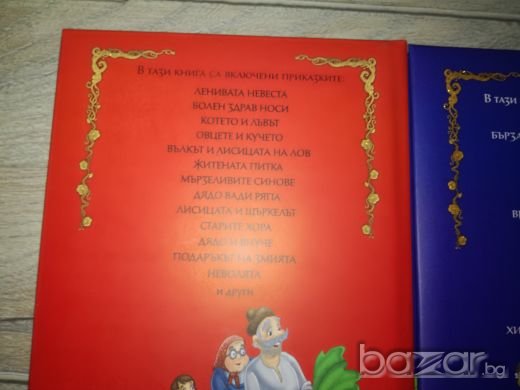 В ТАЗИ КНИГА СА ВКЛЮЧЕНИ ПРИКАЗКИТЕ:
ЛЕНИВАТА НЕВЕСТА
БОЛЕН ЗДРАВ НОСИ
КОТЕТО И ЛЪВЪТ
ОВЦЕТЕ И КУЧЕТО
ВЪЛКЪТ И ЛИСИЦАТА НА ЛОВ
ЖИТЕНАТА ПИТКА
МЪРЗЕЛИВИТЕ СИНОВЕ
ДЯДО ВАДИ РЯПА
ЛИСИЦАТА И ЩЪРКЕЛЪТ
СТАРИТЕ ХОРА
ДЯДО И ВНУЧЕ
ПОДАРЪКЪТ НА ЗМИЯТА
НЕВОЛЯТА
и други
В ТАЗИ
БЪРЗА
ХИ
bazar.bg